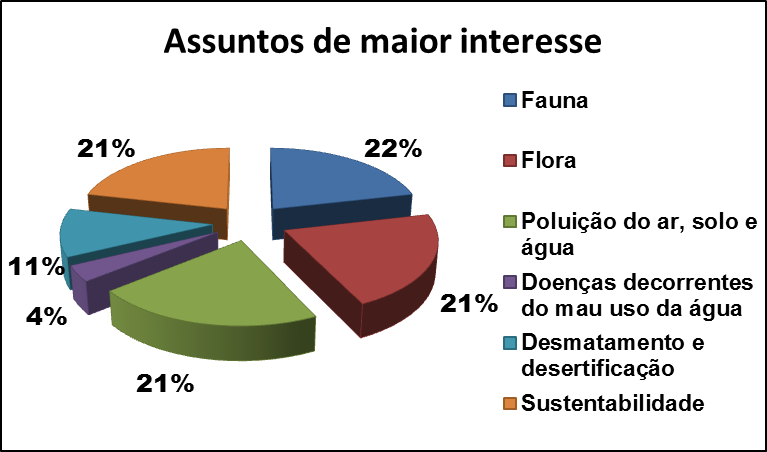 Assuntos de maior interesse
22%
21%
21%
4%
11%
21%
Fauna
Flora
Poluição do ar, solo e
água
Doenças decorrentes
do mau uso da água
Desmatamento e
desertificação
Sustentabilidade